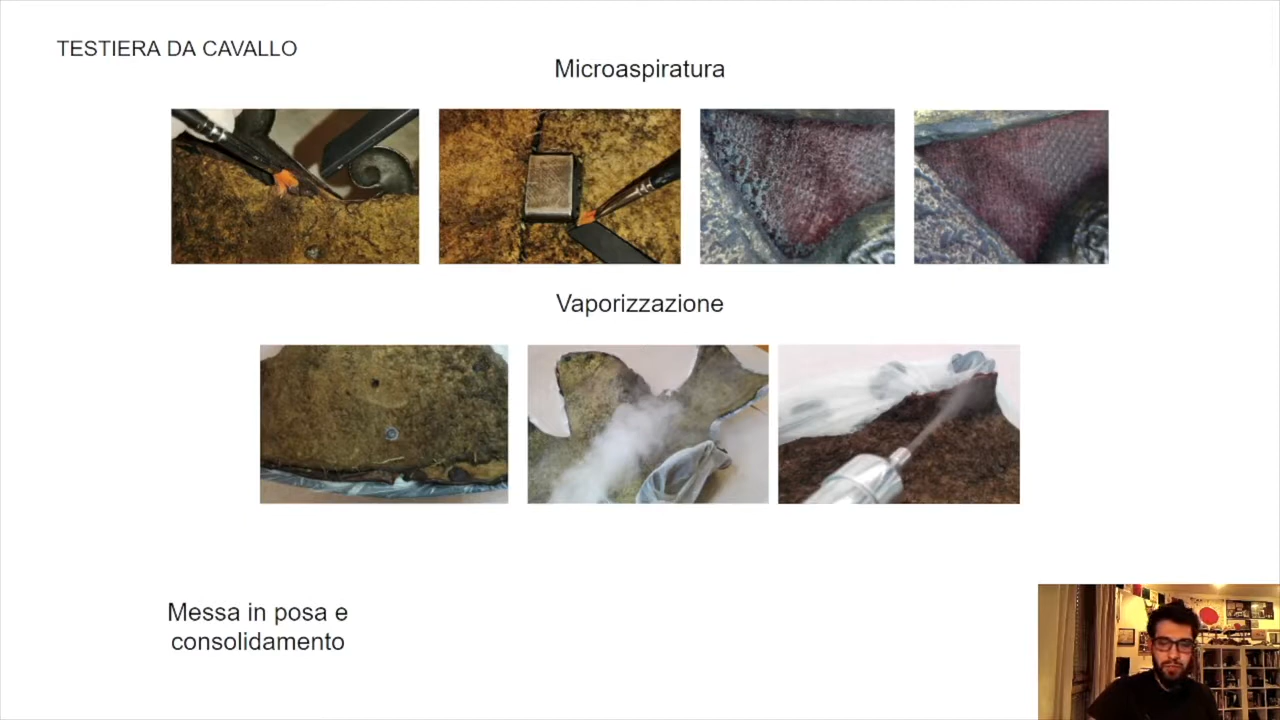 TESTIERA DA CAVALLO
Microaspiratura
Vaporizzazione
Messa in posa e
consolidamento